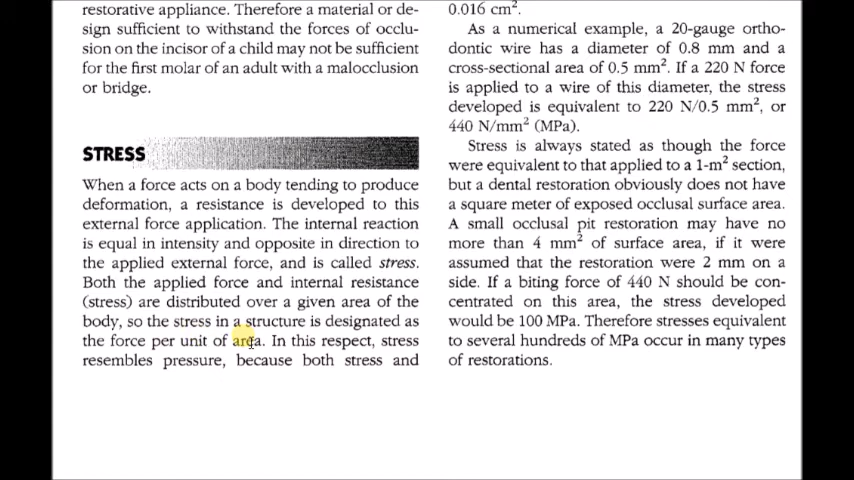 restorative appliance. Therefore a material or de-
sign sufficient to withstand the forces of occlu-
sion on the incisor of a child may not be sufficient
for the first molar of an adult with a malocclusion
or bridge.
STRESS
When a force acts on a body tending to produce
deformation, a resistance is developed to this
external force application. The internal reaction
is equal in intensity and opposite in direction to
the applied external force, and is called stress.
Both the applied force and internal resistance
(stress) are distributed over a given area of the
body, so the stress in a structure is designated as
the force per unit of area. In this respect, stress
resembles pressure, because both stress and
0.016 cm².
As a numerical example, a 20-gauge ortho-
dontic wire has a diameter of 0.8 mm and a
cross-sectional area of 0.5 mm². If a 220 N force
is applied to a wire of this diameter, the stress
developed is equivalent to 220 N/0.5 mm², or
440 N/mm² (MPa).
Stress is always stated as though the force
were equivalent to that applied to a 1-m² section,
but a dental restoration obviously does not have
a square meter of exposed occlusal surface area.
A small occlusal pit restoration may have no
more than 4 mm² of surface area, if it were
assumed that the restoration were 2 mm on a
side. If a biting force of 440 N should be con-
centrated on this area, the stress developed
would be 100 MPa. Therefore stresses equivalent
to several hundreds of MPa occur in many types
of restorations.